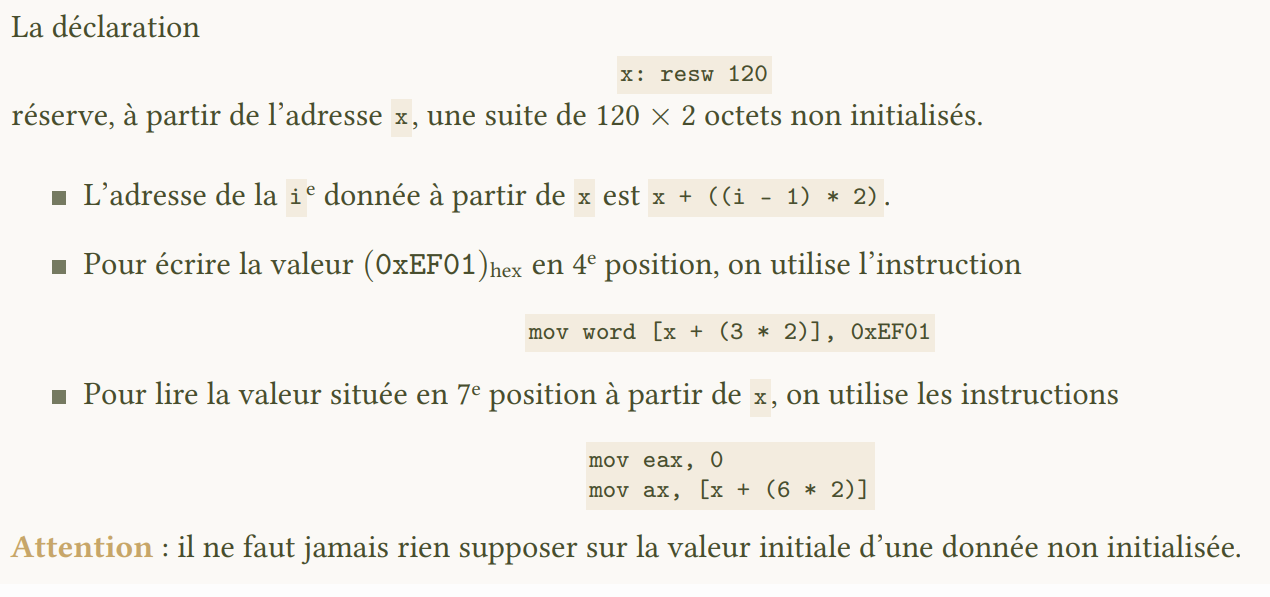 La déclaration
x: resw 120
réserve, à partir de l'adresse x, une suite de 120 × 2 octets non initialisés.
■ L'adresse de la iᵉ donnée à partir de x est x + ((i - 1) * 2).
■ Pour écrire la valeur (0xEF01)hex en 4ᵉ position, on utilise l'instruction
mov word [x + (3 * 2)], 0xEF01
■ Pour lire la valeur située en 7ᵉ position à partir de x, on utilise les instructions
mov eax, 0
mov ax, [x + (6 * 2)]
Attention : il ne faut jamais rien supposer sur la valeur initiale d'une donnée non initialisée.